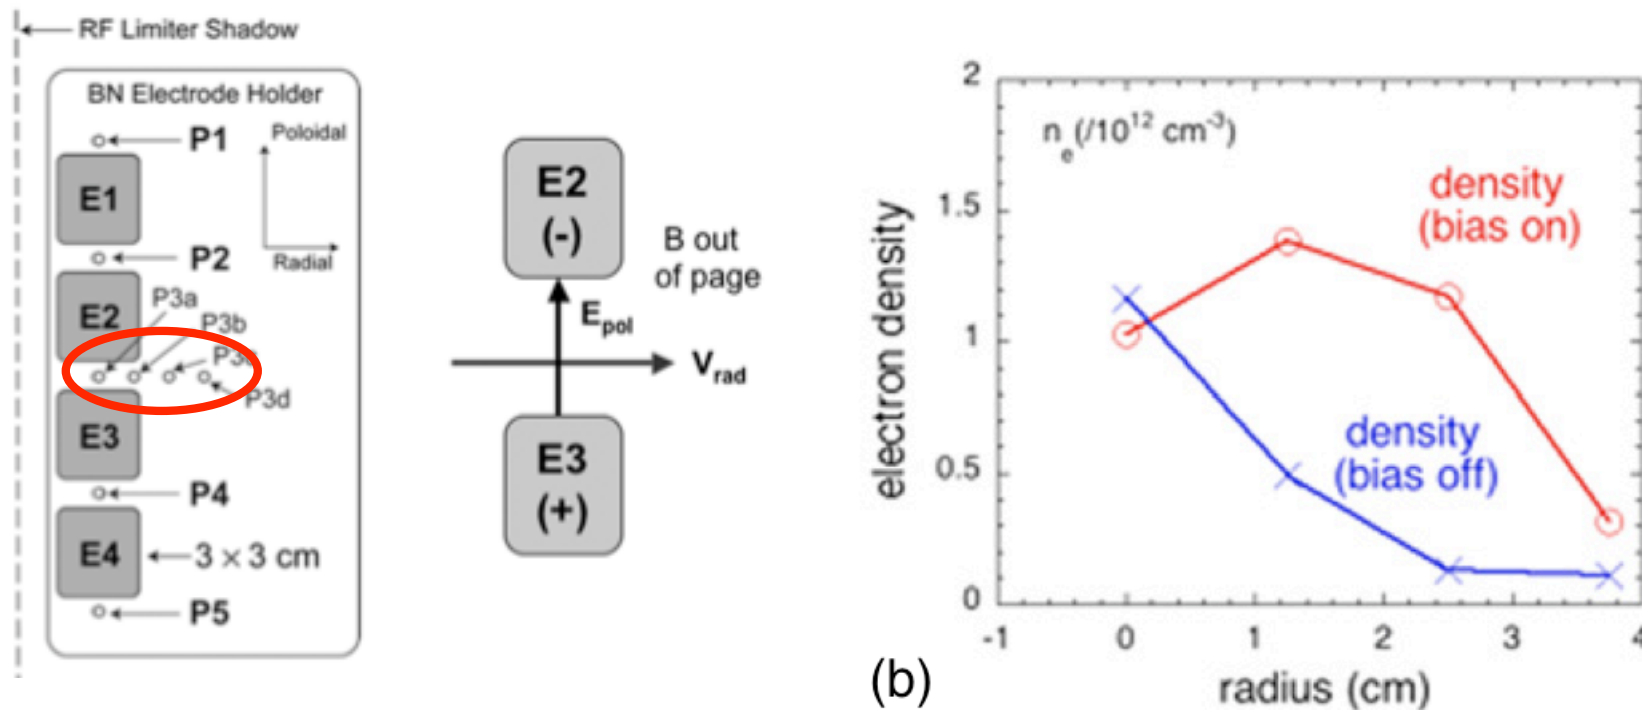 RF Limiter Shadow
BN Electrode Holder
P1
Poloidal
E1
P2
Radial
P3a
E2
P3b
P3c
P3d
E3
P4
E4
3 × 3 cm
P5
E2
(-)
B out
of page
E_pol
V_rad
E3
(+)
(b)
n_e(/10^12 cm^-3)
density
(bias on)
density
(bias off)
electron density
2
1.5
1
0.5
0
-1 0 1 2 3 4
radius (cm)